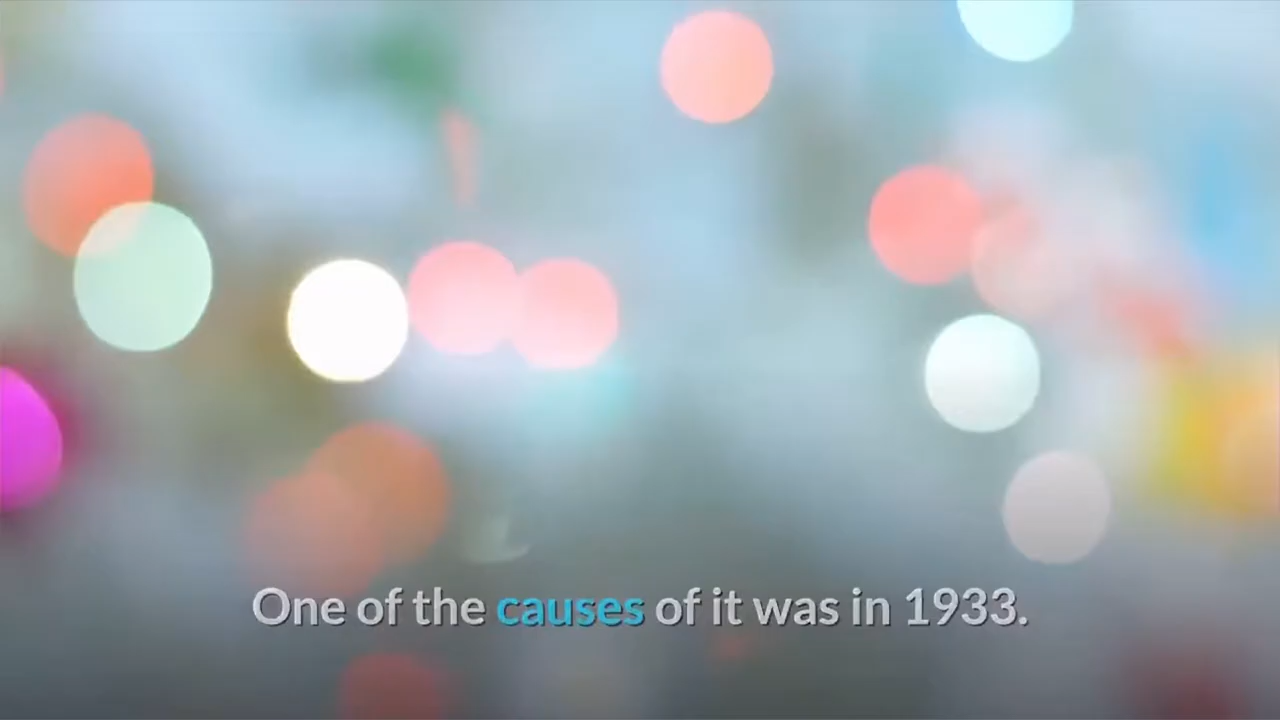 One of the causes of it was in 1933.